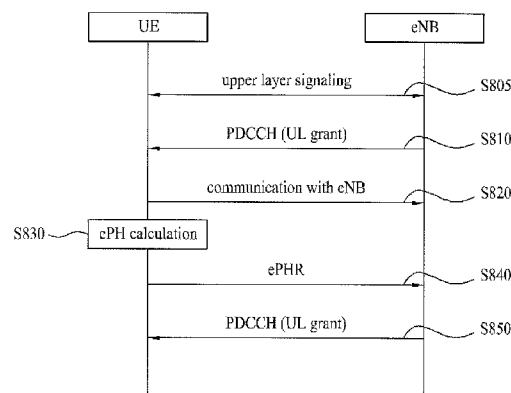 UE
eNB
upper layer signaling
S805
PDCCH (UL grant)
S810
communication with eNB
S820
S830
ePH calculation
ePHR
S840
PDCCH (UL grant)
S850